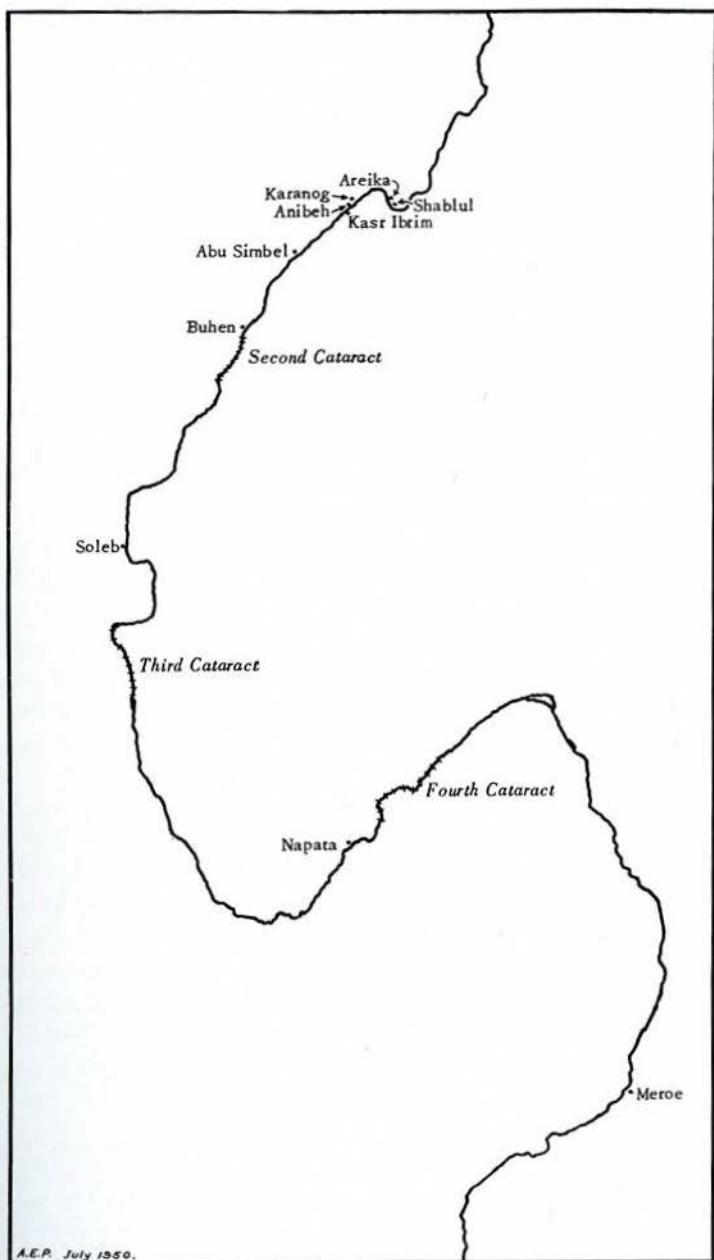 Areika
Karanog
Shablul
Anibeh
Kasr Ibrim
Abu Simbel
Buhen
Second Cataract
Soleb
Third Cataract
Fourth Cataract
Napata
Meroe
A.E.P. July 1950.